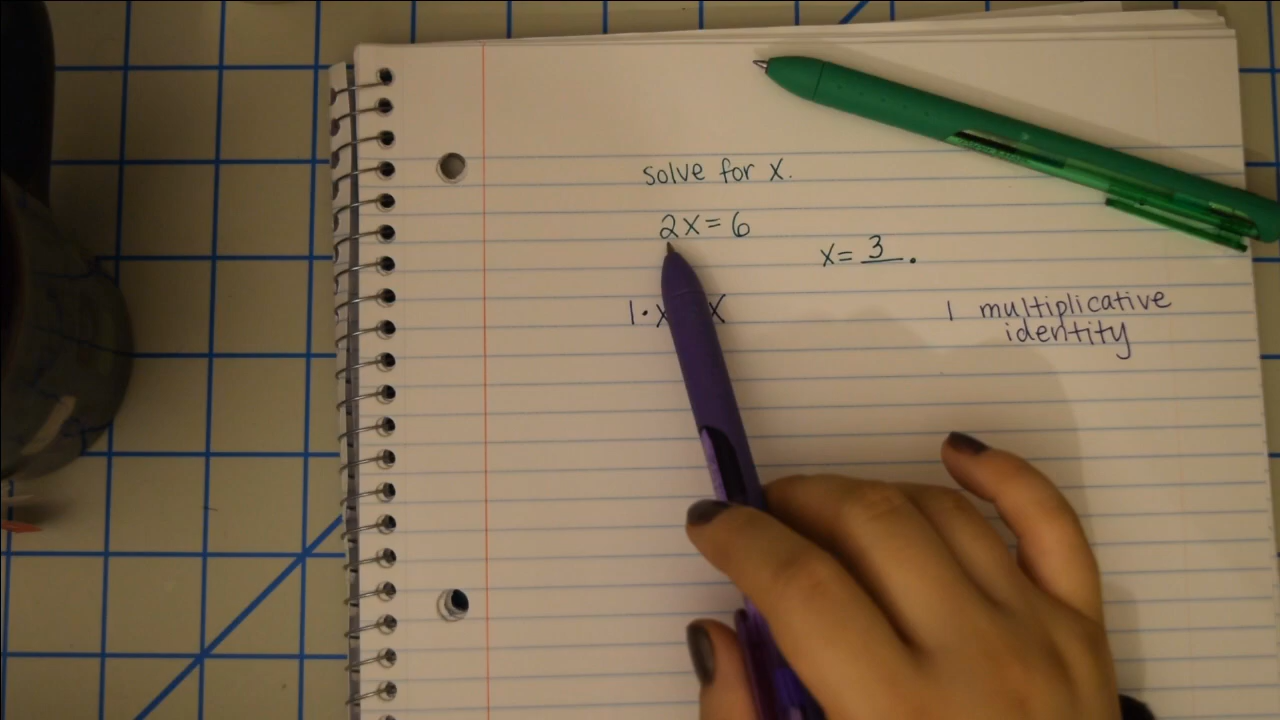 solve for x.
2x = 6
x = 3.
1 · x x
1 multiplicative
identity